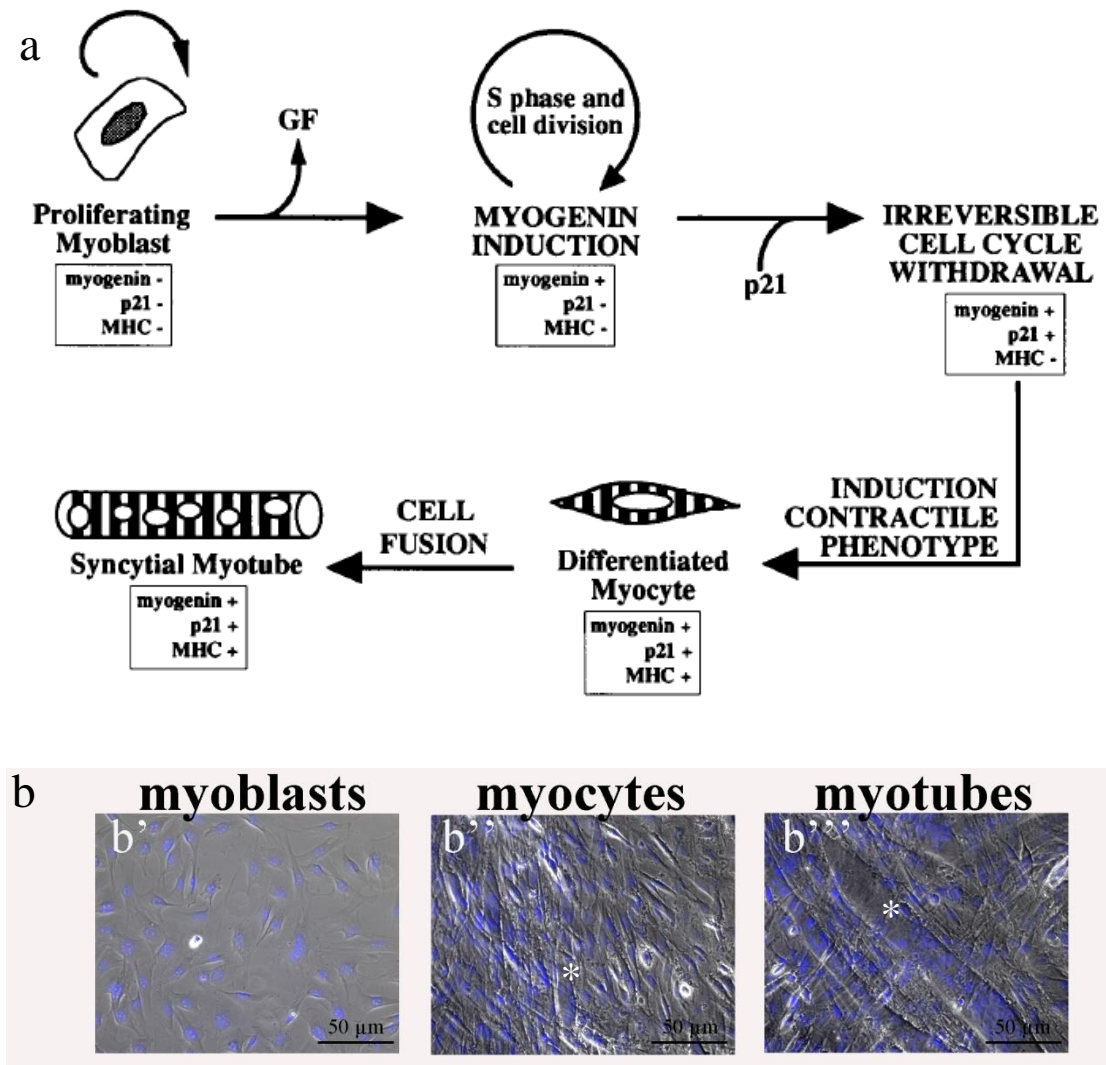 a
GF
S phase and
cell division
Proliferating
Myoblast
myogenin -
p21 -
MHC -
MYOGENIN
INDUCTION
myogenin +
p21 -
MHC -
p21
IRREVERSIBLE
CELL CYCLE
WITHDRAWAL
myogenin +
p21 +
MHC -
INDUCTION
CONTRACTILE
PHENOTYPE
Differentiated
Myocyte
myogenin +
p21 +
MHC +
CELL
FUSION
Syncytial Myotube
myogenin +
p21 +
MHC +
b
myoblasts
b’
50 µm
myocytes
b’’
*
50 µm
myotubes
b’’’
*
50 µm